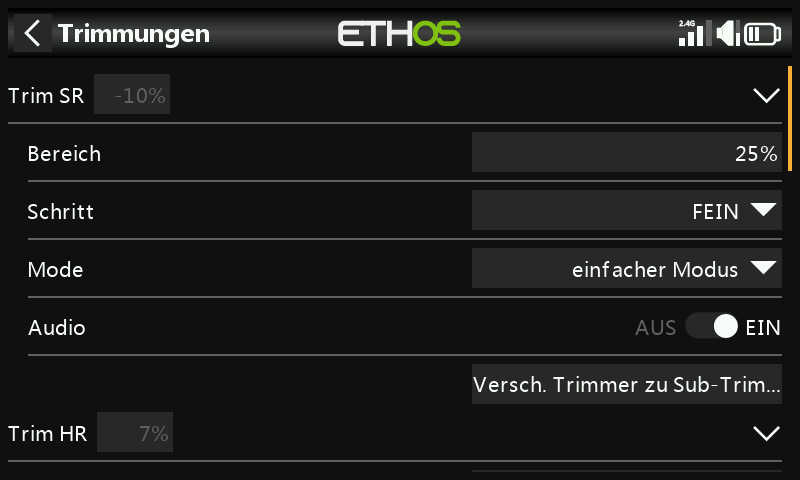 Trimmungen ETHOS 2.4G
Trim SR -10%
Bereich 25%
Schritt FEIN
Mode einfacher Modus
Audio AUS EIN
Versch. Trimmer zu Sub-Trim...
Trim HR 7%